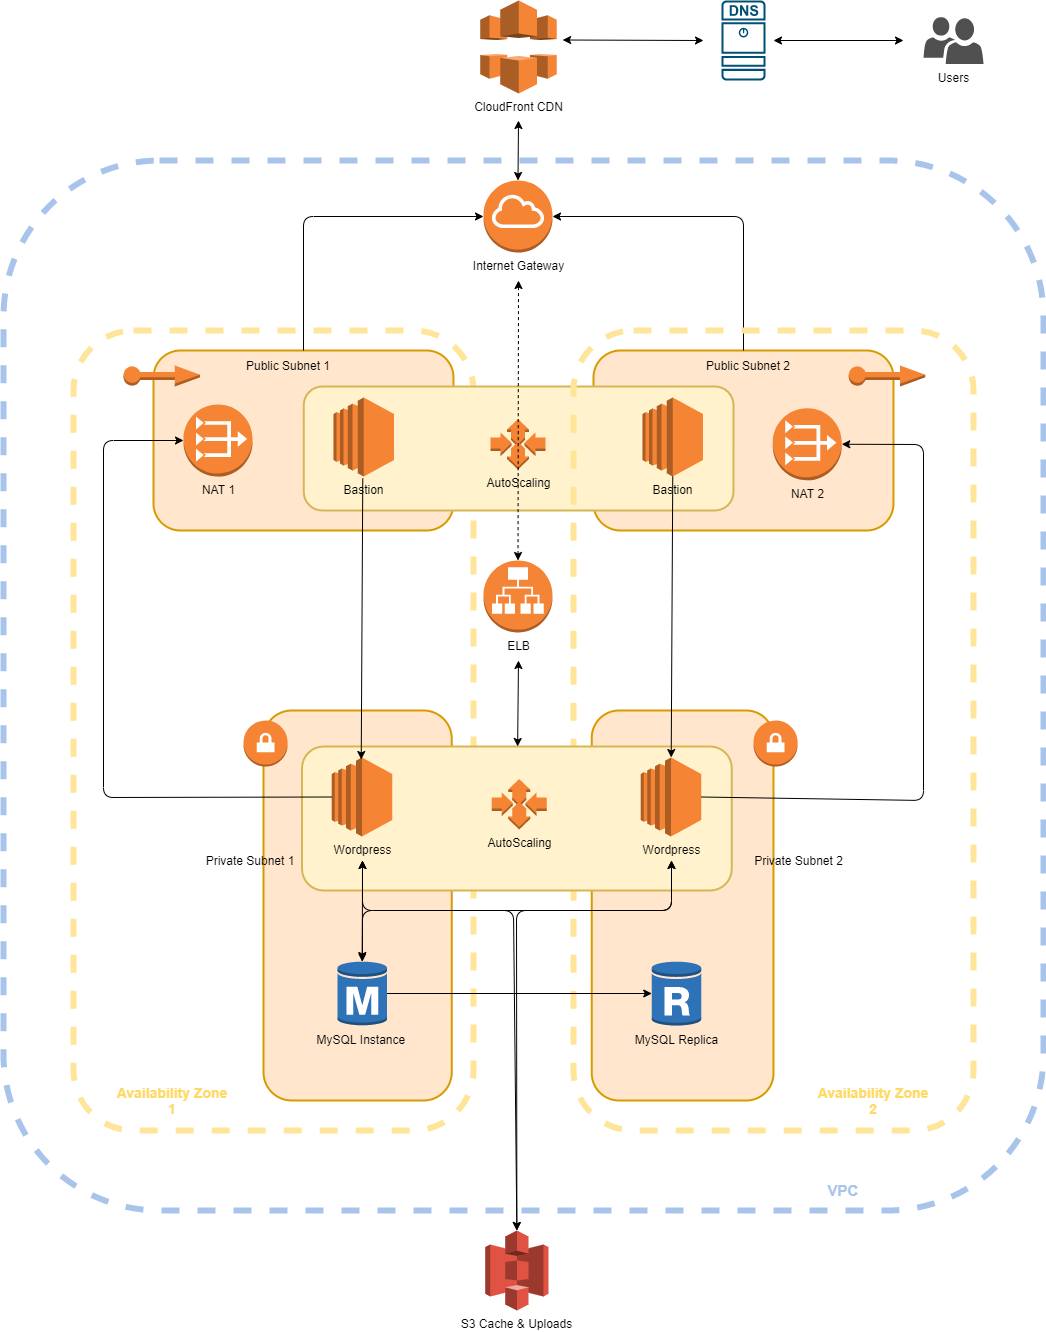 DNS
Users
CloudFront CDN
Internet Gateway
Public Subnet 1
Public Subnet 2
NAT 1
Bastion
AutoScaling
Bastion
NAT 2
ELB
Wordpress
AutoScaling
Wordpress
Private Subnet 1
Private Subnet 2
M
R
MySQL Instance
MySQL Replica
Availability Zone
1
Availability Zone
2
VPC
S3 Cache & Uploads